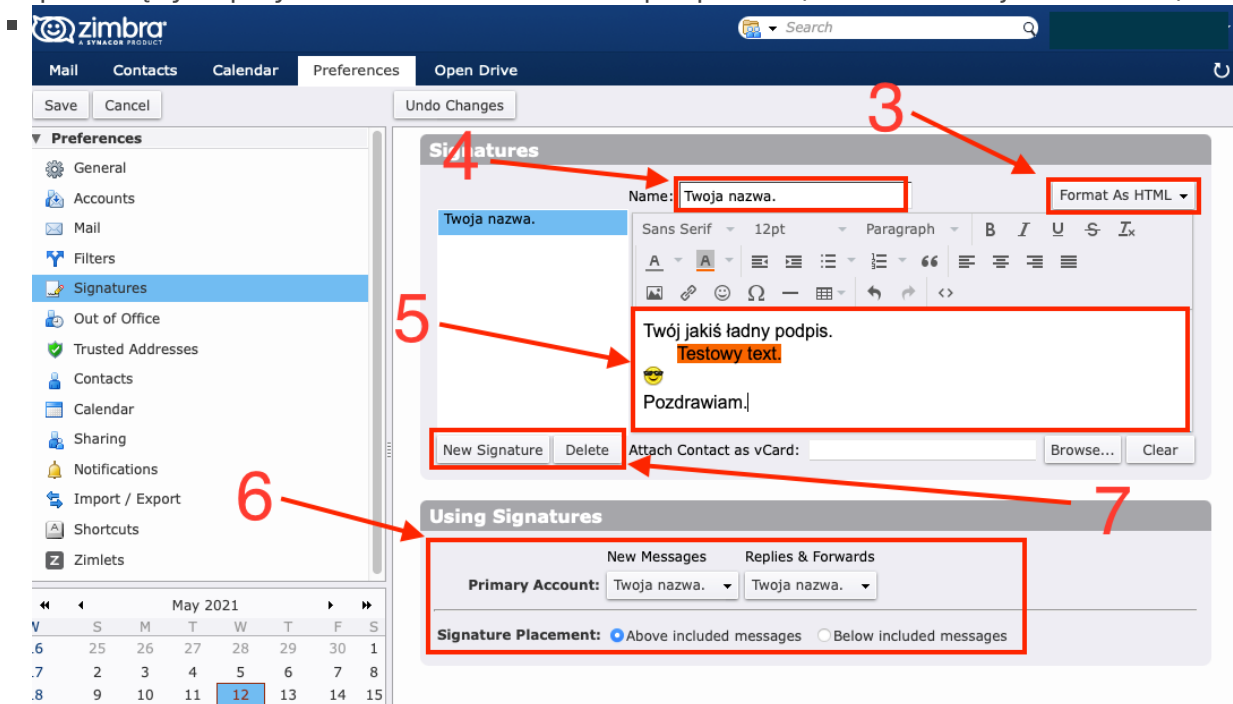 zimbra
A SYNACOR PRODUCT
Search
Mail Contacts Calendar Preferences Open Drive
Save Cancel Undo Changes
3
Preferences
General
Accounts
Mail
Filters
Signatures
Out of Office
Trusted Addresses
Contacts
Calendar
Sharing
Notifications
Import / Export
Shortcuts
Z Zimlets
Signatures
4
Name: Twoja nazwa. Format As HTML
Twoja nazwa.
Sans Serif 12pt Paragraph B I U S Ix
A A
Ω
5
Twój jakiś ładny podpis.
Testowy text.
Pozdrawiam.
New Signature Delete Attach Contact as vCard: Browse... Clear
6
7
Using Signatures
New Messages Replies & Forwards
Primary Account: Twoja nazwa. Twoja nazwa.
Signature Placement: Above included messages Below included messages
May 2021
S M T W T F S
25 26 27 28 29 30 1
2 3 4 5 6 7 8
9 10 11 12 13 14 15